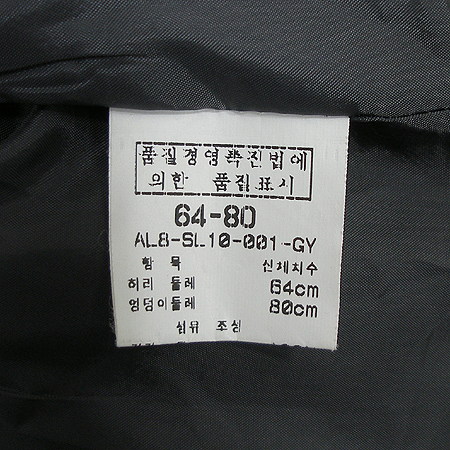 품질경영촉진법에
의한 품질표시
64-80
AL8-SL10-001-GY
항 목 신체치수
허리 둘레 64cm
엉덩이둘레 80cm
섬유 조성